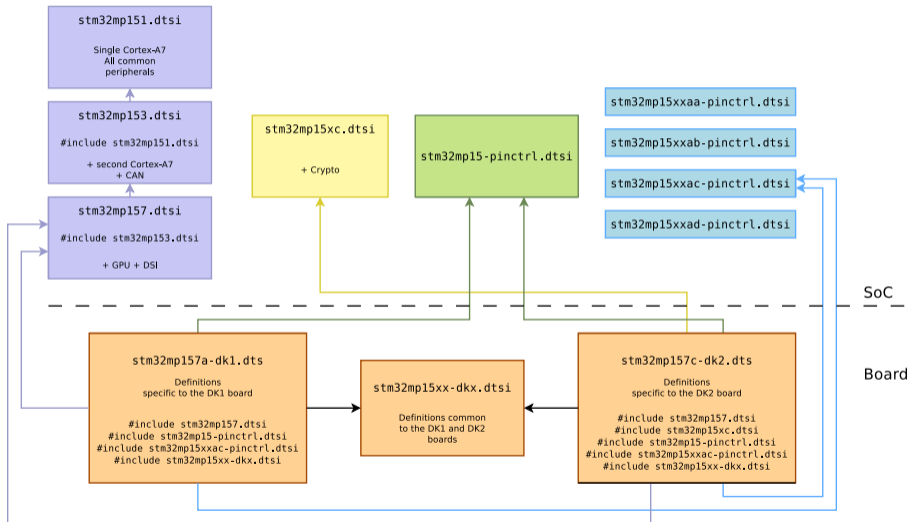 stm32mp151.dtsi
Single Cortex-A7
All common
peripherals
stm32mp153.dtsi
#include stm32mp151.dtsi
+ second Cortex-A7
+ CAN
stm32mp157.dtsi
#include stm32mp153.dtsi
+ GPU + DSI
stm32mp15xc.dtsi
+ Crypto
stm32mp15-pinctrl.dtsi
stm32mp15xxaa-pinctrl.dtsi
stm32mp15xxab-pinctrl.dtsi
stm32mp15xxac-pinctrl.dtsi
stm32mp15xxad-pinctrl.dtsi
SoC
Board
stm32mp157a-dk1.dts
Definitions
specific to the DK1 board
#include stm32mp157.dtsi
#include stm32mp15-pinctrl.dtsi
#include stm32mp15xxac-pinctrl.dtsi
#include stm32mp15xx-dkx.dtsi
stm32mp15xx-dkx.dtsi
Definitions common
to the DK1 and DK2
boards
stm32mp157c-dk2.dts
Definitions
specific to the DK2 board
#include stm32mp157.dtsi
#include stm32mp15xc.dtsi
#include stm32mp15-pinctrl.dtsi
#include stm32mp15xxac-pinctrl.dtsi
#include stm32mp15xx-dkx.dtsi